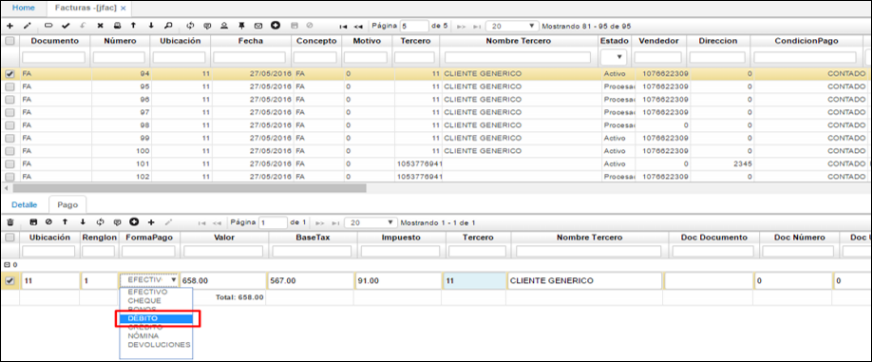 Home Facturas -[jfac] ×
Página 5 de 5 20 Mostrando 81 - 95 de 95
Documento Número Ubicación Fecha Concepto Motivo Tercero Nombre Tercero Estado Vendedor Direccion CondicionPago
FA 94 11 27/05/2016 FA 0 11 CLIENTE GENERICO Activo 1076622309 0 CONTADO
FA 95 11 27/05/2016 FA 0 11 CLIENTE GENERICO Procesa 1076622309 0 CONTADO
FA 96 11 27/05/2016 FA 0 11 CLIENTE GENERICO Procesa 1076622309 0 CONTADO
FA 97 11 27/05/2016 FA 0 11 CLIENTE GENERICO Procesa 1076622309 0 CONTADO
FA 98 11 27/05/2016 FA 0 11 CLIENTE GENERICO Procesa 0 0 CONTADO
FA 99 11 27/05/2016 FA 0 11 CLIENTE GENERICO Activo 1076622309 0 CONTADO
FA 100 11 27/05/2016 FA 0 11 CLIENTE GENERICO Procesa 1076622309 0 CONTADO
FA 101 11 27/05/2016 FA 0 1053776941 Activo 0 2345 CONTADO
FA 102 11 27/05/2016 FA 0 1053776941 Procesa 1076622309 0 CONTADO
Detalle Pago
Página 1 de 1 20 Mostrando 1 - 1 de 1
Ubicación Renglon FormaPago Valor BaseTax Impuesto Tercero Nombre Tercero Doc Documento Doc Número Doc
0
11 1 EFECTIV 658.00 567.00 91.00 11 CLIENTE GENERICO 0 0
Total: 658.00
EFECTIVO
CHEQUE
BONOS
DÉBITO
CRÉDITO
NÓMINA
DEVOLUCIONES